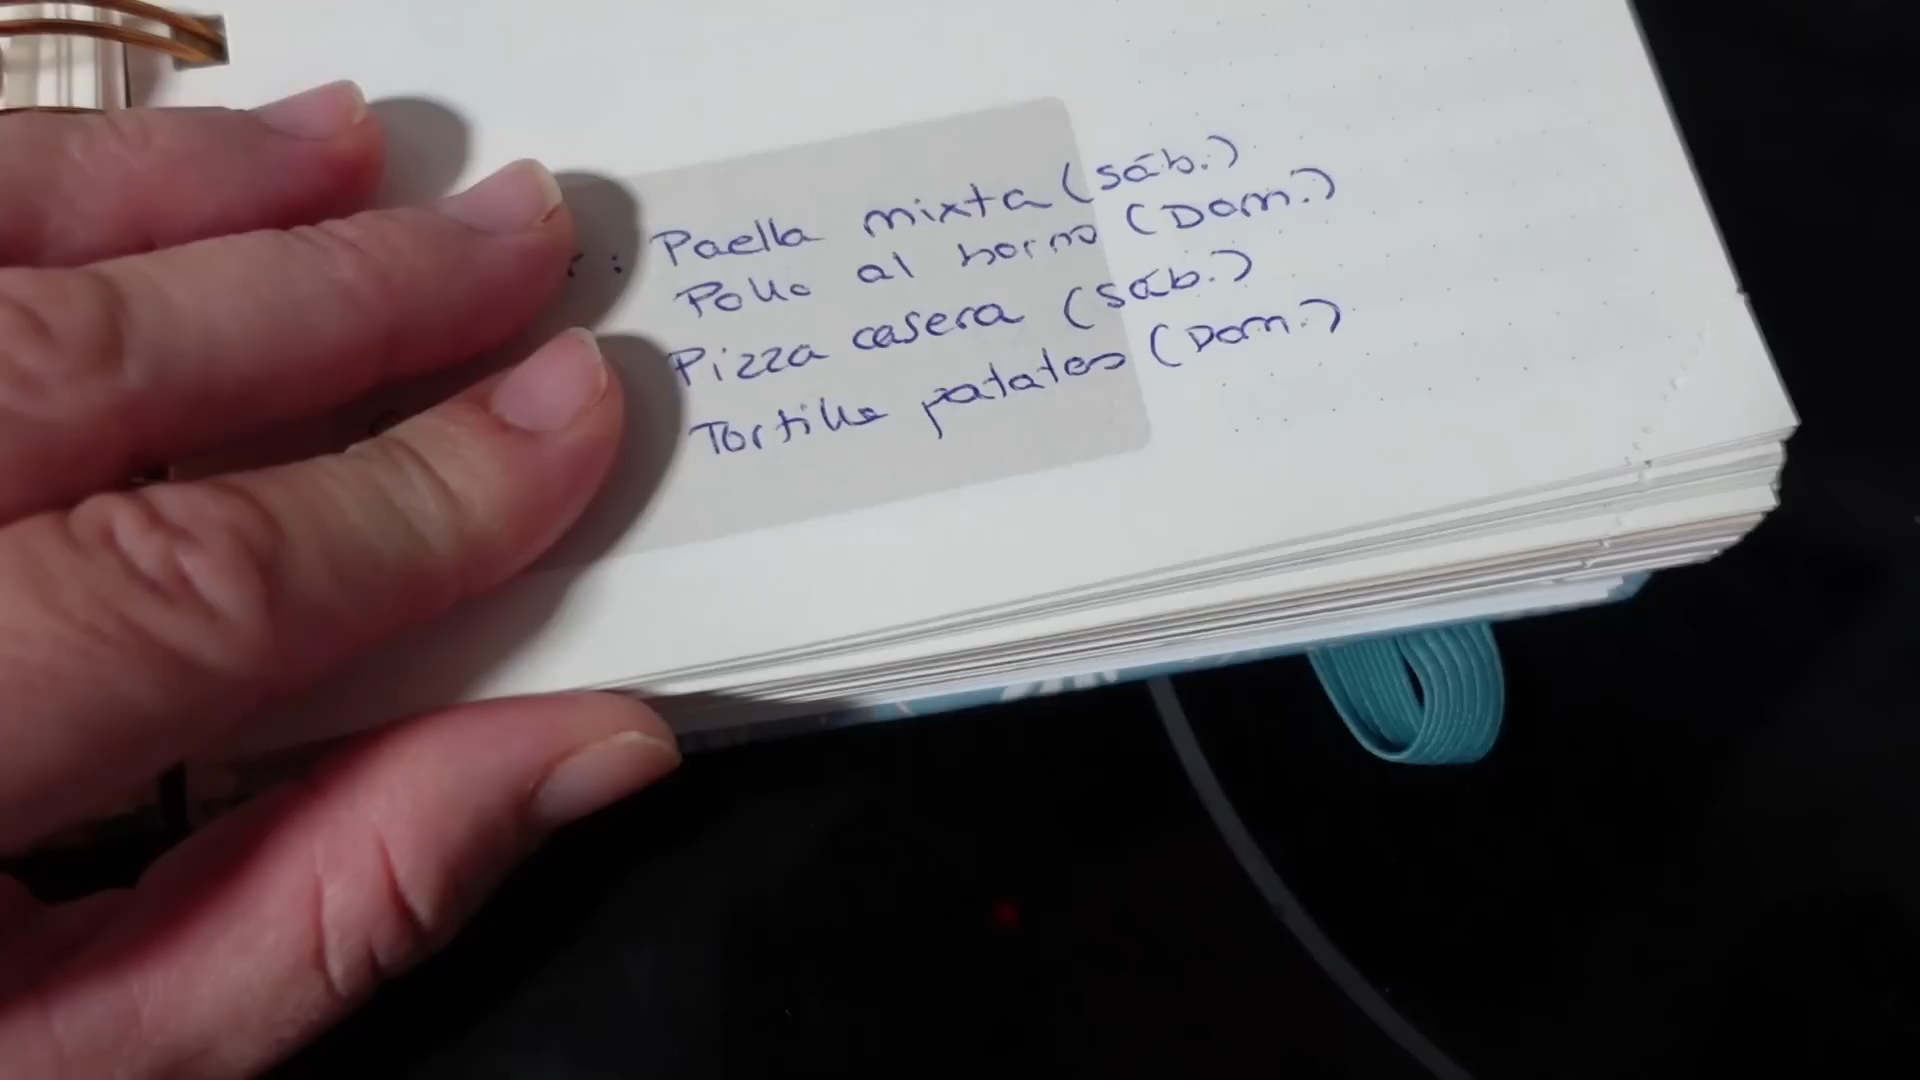 r: Paella mixta (sáb.)
Pollo al horno (Dom.)
Pizza casera (sáb.)
Tortilla patatas (Dom.)